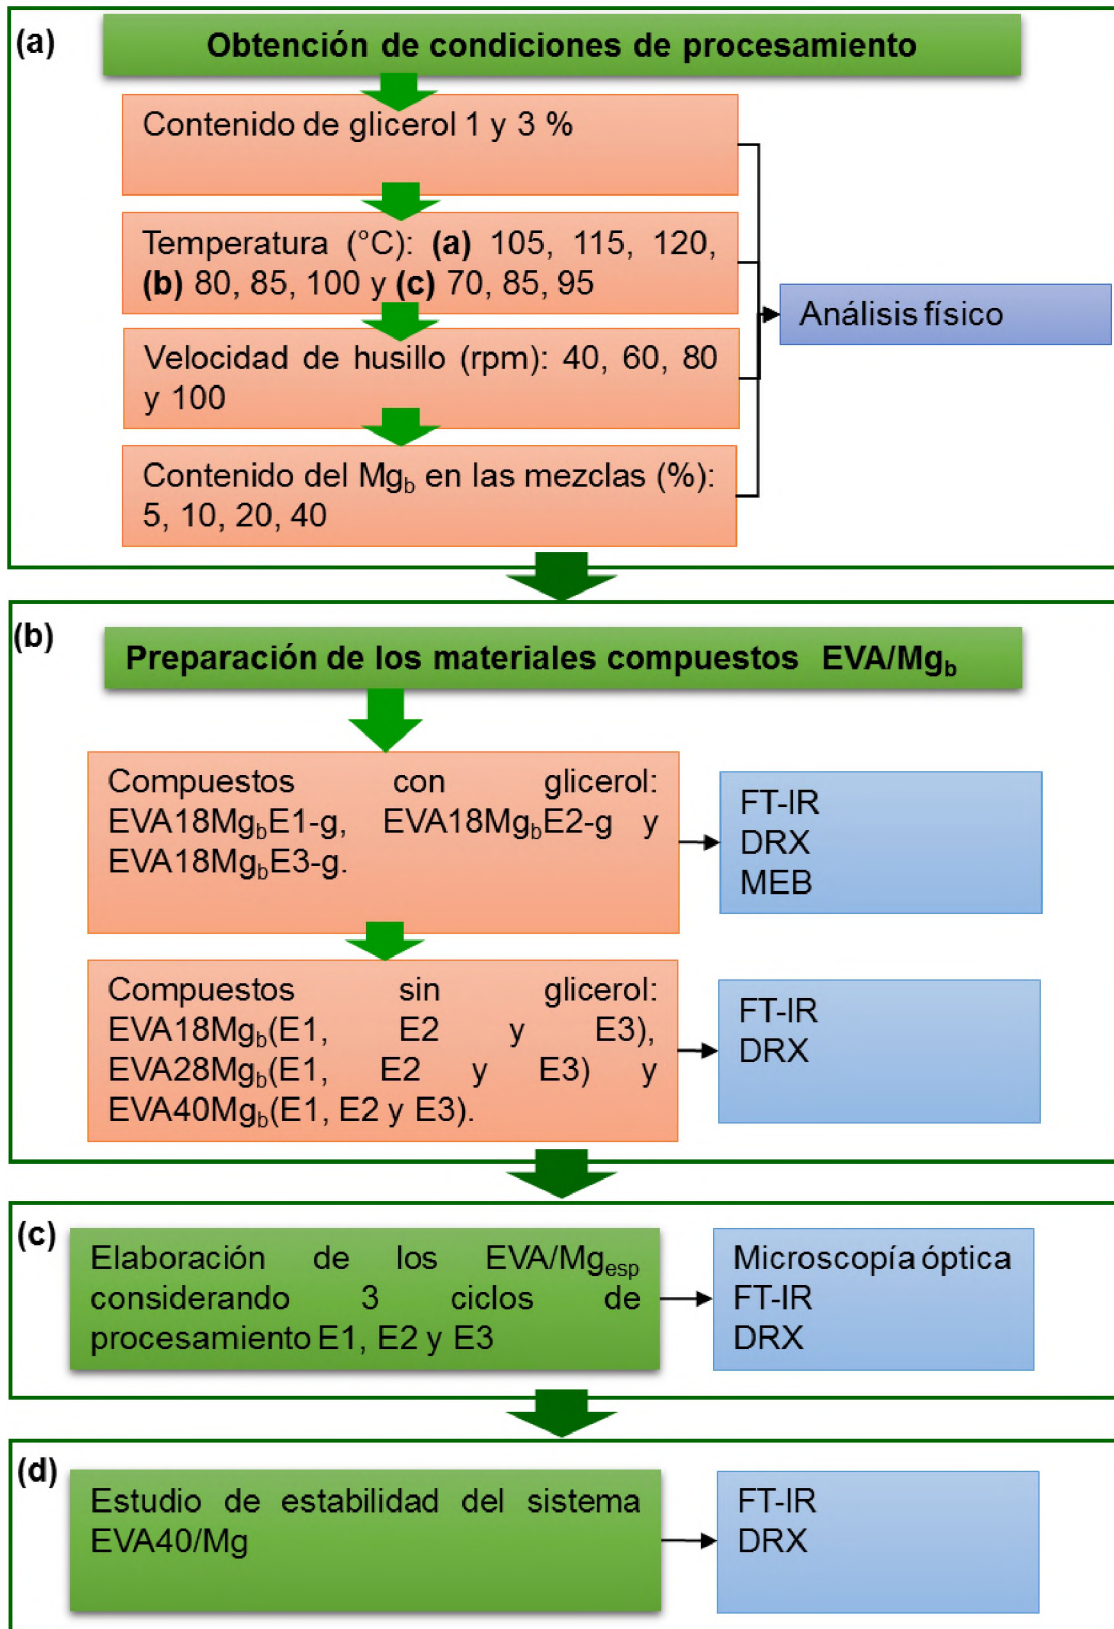 (a)
Obtención de condiciones de procesamiento
Contenido de glicerol 1 y 3 %
Temperatura (°C): (a) 105, 115, 120,
(b) 80, 85, 100 y (c) 70, 85, 95
Velocidad de husillo (rpm): 40, 60, 80
y 100
Contenido del Mgb en las mezclas (%):
5, 10, 20, 40
Análisis físico
(b)
Preparación de los materiales compuestos EVA/Mgb
Compuestos con glicerol:
EVA18MgbE1-g, EVA18MgbE2-g y
EVA18MgbE3-g.
FT-IR
DRX
MEB
Compuestos sin glicerol:
EVA18Mgb(E1, E2 y E3),
EVA28Mgb(E1, E2 y E3) y
EVA40Mgb(E1, E2 y E3).
FT-IR
DRX
(c)
Elaboración de los EVA/Mgesp
considerando 3 ciclos de
procesamiento E1, E2 y E3
Microscopía óptica
FT-IR
DRX
(d)
Estudio de estabilidad del sistema
EVA40/Mg
FT-IR
DRX